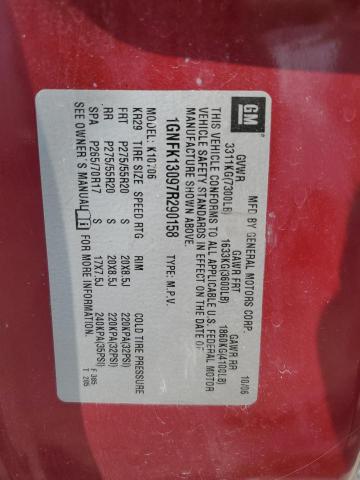 GM
MFD BY GENERAL MOTORS CORP. 10/06
GVWR GAWR FRT GAWR RR
3311KG(7300LB) 1633KG(3600LB) 1860KG(4100LB)
THIS VEHICLE CONFORMS TO ALL APPLICABLE U.S. FEDERAL MOTOR
VEHICLE SAFETY STANDARDS IN EFFECT ON THE DATE OF
MANUFACTURE SHOWN ABOVE.
1GNFK13097R290158 TYPE: M.P.V.
MODEL: K10706
KR29 TIRE SIZE SPEED RTG RIM COLD TIRE PRESSURE
FRT P275/55R20 S 20X8.5J 220KPA(32PSI)
RR P275/55R20 S 20X8.5J 220KPA(32PSI)
SPA P265/70R17 S 17X7.5J 240KPA(35PSI)
SEE OWNER'S MANUAL FOR MORE INFORMATION F 385
T 205